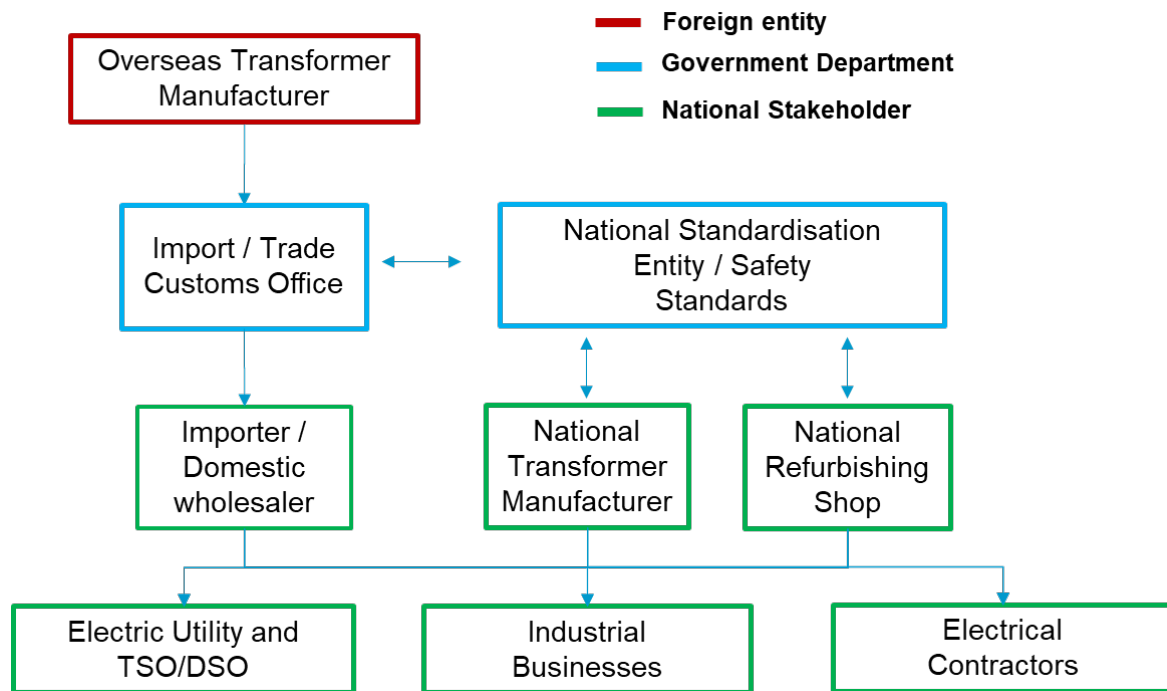 Foreign entity
Government Department
National Stakeholder
Overseas Transformer
Manufacturer
Import / Trade
Customs Office
National Standardisation
Entity / Safety
Standards
Importer /
Domestic
wholesaler
National
Transformer
Manufacturer
National
Refurbishing
Shop
Electric Utility and
TSO/DSO
Industrial
Businesses
Electrical
Contractors